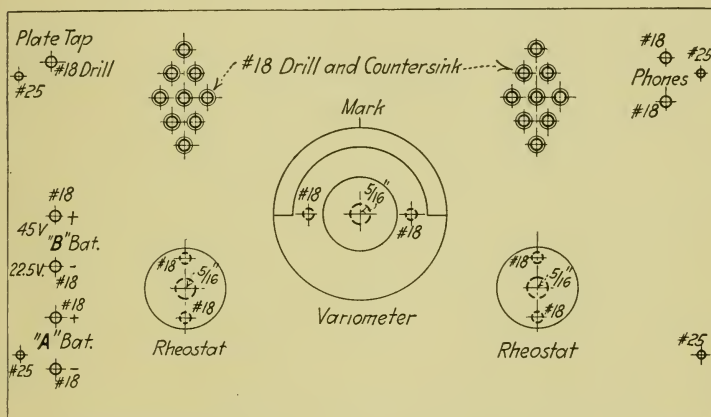 Plate Tap
#18 Drill
#25
#18 Drill and Countersink
#18
#25
Phones
#18
Mark
#18
5/16"
#18
#18
+
45V
"B" Bat.
22.5V.
-
#18
#18
+
"A" Bat.
#25
#18
-
#18
5/16"
#18
Rheostat
Variometer
#18
5/16"
#18
Rheostat
#25